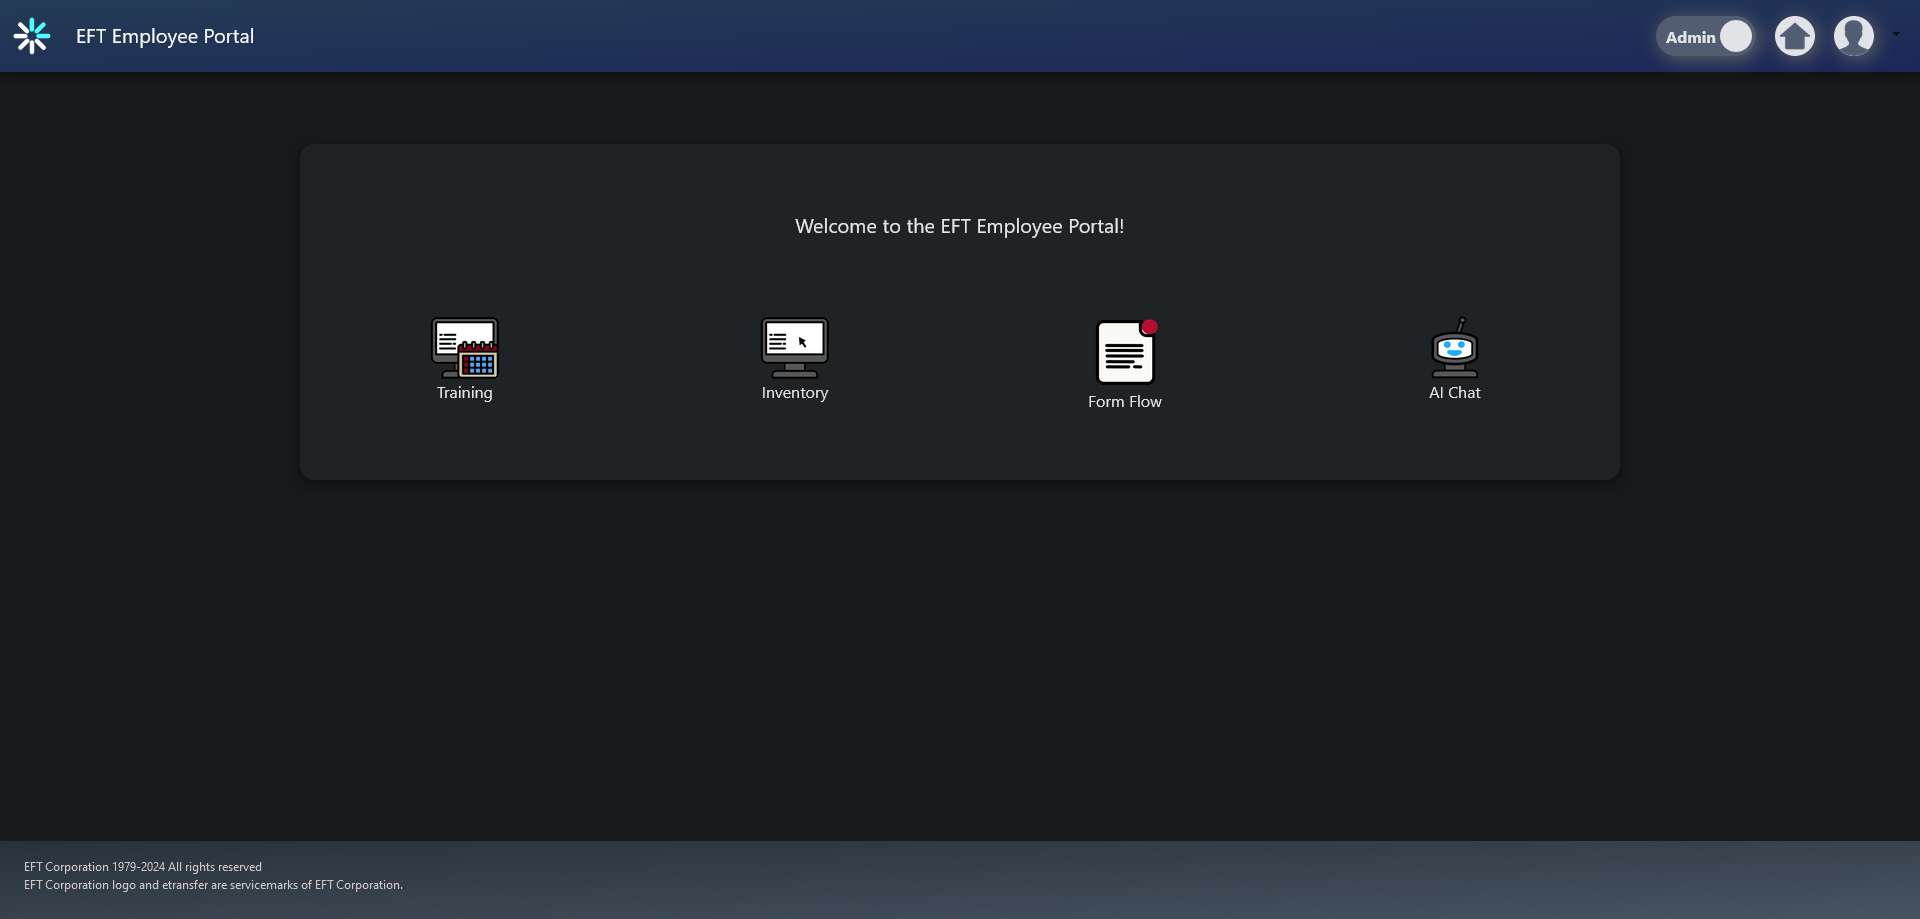 EFT Employee Portal
Admin
Welcome to the EFT Employee Portal!
Training
Inventory
Form Flow
AI Chat
EFT Corporation 1979-2024 All rights reserved
EFT Corporation logo and etransfer are servicemarks of EFT Corporation.